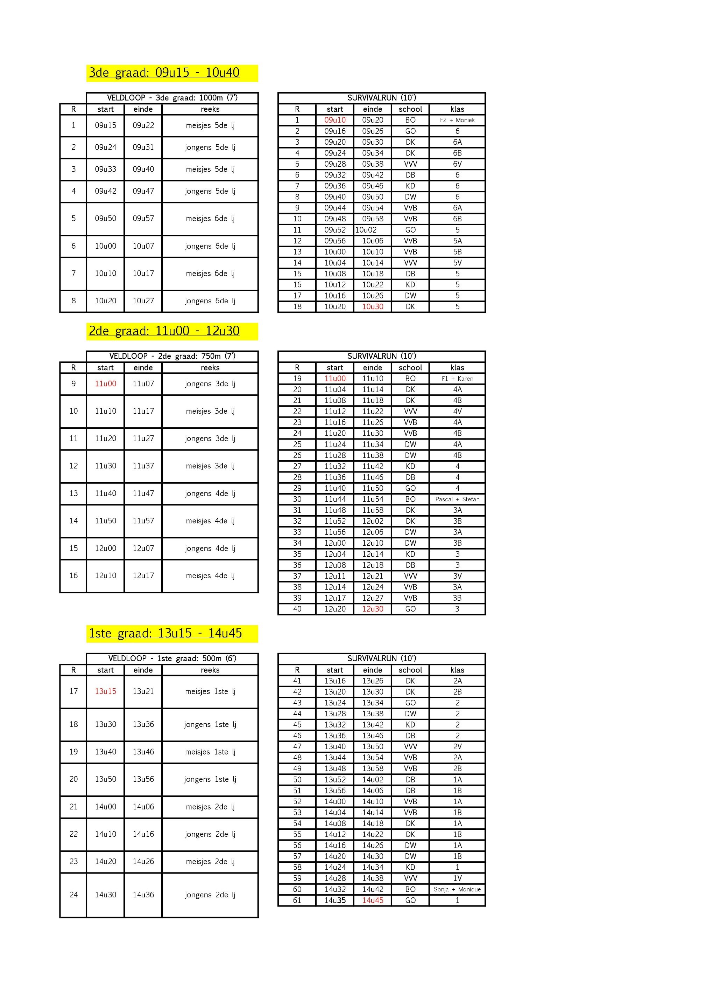 3de graad: 09u15 - 10u40
VELDLOOP - 3de graad: 1000m (7')
R start einde reeks
1 09u15 09u22 meisjes 5de lj
2 09u24 09u31 jongens 5de lj
3 09u33 09u40 meisjes 5de lj
4 09u42 09u47 jongens 5de lj
5 09u50 09u57 meisjes 6de lj
6 10u00 10u07 jongens 6de lj
7 10u10 10u17 meisjes 6de lj
8 10u20 10u27 jongens 6de lj
SURVIVALRUN (10')
R start einde school klas
1 09u10 09u20 BO F2 + Moniek
2 09u16 09u26 GO 6
3 09u20 09u30 DK 6A
4 09u24 09u34 DK 6B
5 09u28 09u38 VVV 6V
6 09u32 09u42 DB 6
7 09u36 09u46 KD 6
8 09u40 09u50 DW 6
9 09u44 09u54 VVB 6A
10 09u48 09u58 VVB 6B
11 09u52 10u02 GO 5
12 09u56 10u06 VVB 5A
13 10u00 10u10 VVB 5B
14 10u04 10u14 VVV 5V
15 10u08 10u18 DB 5
16 10u12 10u22 KD 5
17 10u16 10u26 DW 5
18 10u20 10u30 DK 5
2de graad: 11u00 - 12u30
VELDLOOP - 2de graad: 750m (7')
R start einde reeks
9 11u00 11u07 jongens 3de lj
10 11u10 11u17 meisjes 3de lj
11 11u20 11u27 jongens 3de lj
12 11u30 11u37 meisjes 3de lj
13 11u40 11u47 jongens 4de lj
14 11u50 11u57 meisjes 4de lj
15 12u00 12u07 jongens 4de lj
16 12u10 12u17 meisjes 4de lj
SURVIVALRUN (10')
R start einde school klas
19 11u00 11u10 BO F1 + Karen
20 11u04 11u14 DK 4A
21 11u08 11u18 DK 4B
22 11u12 11u22 VVV 4V
23 11u16 11u26 VVB 4A
24 11u20 11u30 VVB 4B
25 11u24 11u34 DW 4A
26 11u28 11u38 DW 4B
27 11u32 11u42 KD 4
28 11u36 11u46 DB 4
29 11u40 11u50 GO 4
30 11u44 11u54 BO Pascal + Stefan
31 11u48 11u58 DK 3A
32 11u52 12u02 DK 3B
33 11u56 12u06 DW 3A
34 12u00 12u10 DW 3B
35 12u04 12u14 KD 3
36 12u08 12u18 DB 3
37 12u11 12u21 VVV 3V
38 12u14 12u24 VVB 3A
39 12u17 12u27 VVB 3B
40 12u20 12u30 GO 3
1ste graad: 13u15 - 14u45
VELDLOOP - 1ste graad: 500m (6')
R start einde reeks
17 13u15 13u21 meisjes 1ste lj
18 13u30 13u36 jongens 1ste lj
19 13u40 13u46 meisjes 1ste lj
20 13u50 13u56 jongens 1ste lj
21 14u00 14u06 meisjes 2de lj
22 14u10 14u16 jongens 2de lj
23 14u20 14u26 meisjes 2de lj
24 14u30 14u36 jongens 2de lj
SURVIVALRUN (10')
R start einde school klas
41 13u16 13u26 DK 2A
42 13u20 13u30 DK 2B
43 13u24 13u34 GO 2
44 13u28 13u38 DW 2
45 13u32 13u42 KD 2
46 13u36 13u46 DB 2
47 13u40 13u50 VVV 2V
48 13u44 13u54 VVB 2A
49 13u48 13u58 VVB 2B
50 13u52 14u02 DB 1A
51 13u56 14u06 DB 1B
52 14u00 14u10 VVB 1A
53 14u04 14u14 VVB 1B
54 14u08 14u18 DK 1A
55 14u12 14u22 DK 1B
56 14u16 14u26 DW 1A
57 14u20 14u30 DW 1B
58 14u24 14u34 KD 1
59 14u28 14u38 VVV 1V
60 14u32 14u42 BO Sonja + Monique
61 14u35 14u45 GO 1